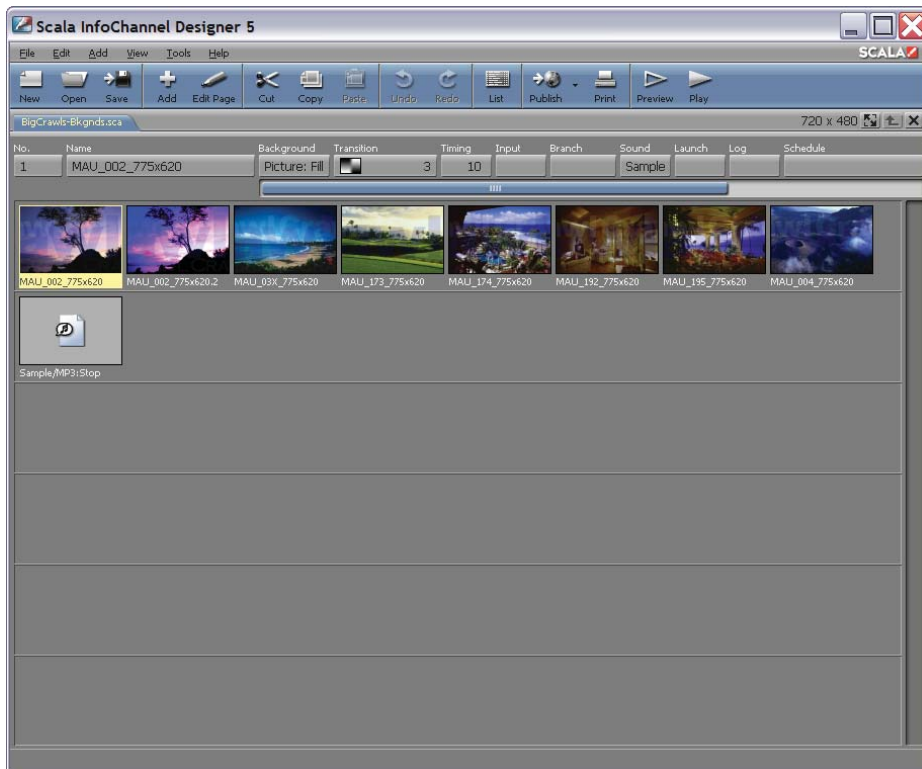 Scala InfoChannel Designer 5
File Edit Add View Tools Help SCALA
New Open Save Add Edit Page Cut Copy Paste Undo Redo List Publish Print Preview Play
BigCrawls-Bkgnds.sca 720 x 480
No. Name Background Transition Timing Input Branch Sound Launch Log Schedule
1 MAU_002_775x620 Picture: Fill 3 10 Sample
MAU_002_775x620 MAU_002_775x620.2 MAU_03X_775x620 MAU_173_775x620 MAU_174_775x620 MAU_192_775x620 MAU_195_775x620 MAU_004_775x620
Sample/MP3:Stop